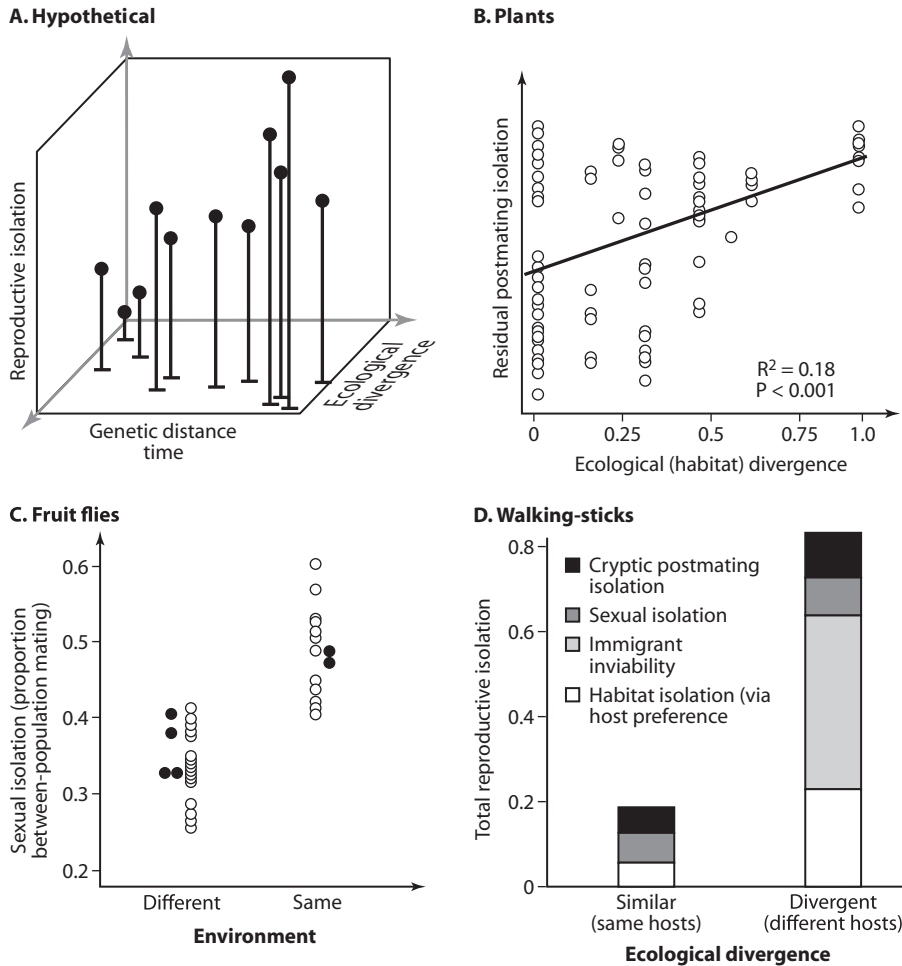 A. Hypothetical
Reproductive isolation
Genetic distance
time
Ecological
divergence
B. Plants
Residual postmating isolation
R² = 0.18
P < 0.001
0 0.25 0.5 0.75 1.0
Ecological (habitat) divergence
C. Fruit flies
Sexual isolation (proportion
between-population mating)
0.6
0.5
0.4
0.3
0.2
Different Same
Environment
D. Walking-sticks
Total reproductive isolation
0.8
0.6
0.4
0.2
0
Cryptic postmating
isolation
Sexual isolation
Immigrant
inviability
Habitat isolation (via
host preference
Similar
(same hosts)
Divergent
(different hosts)
Ecological divergence